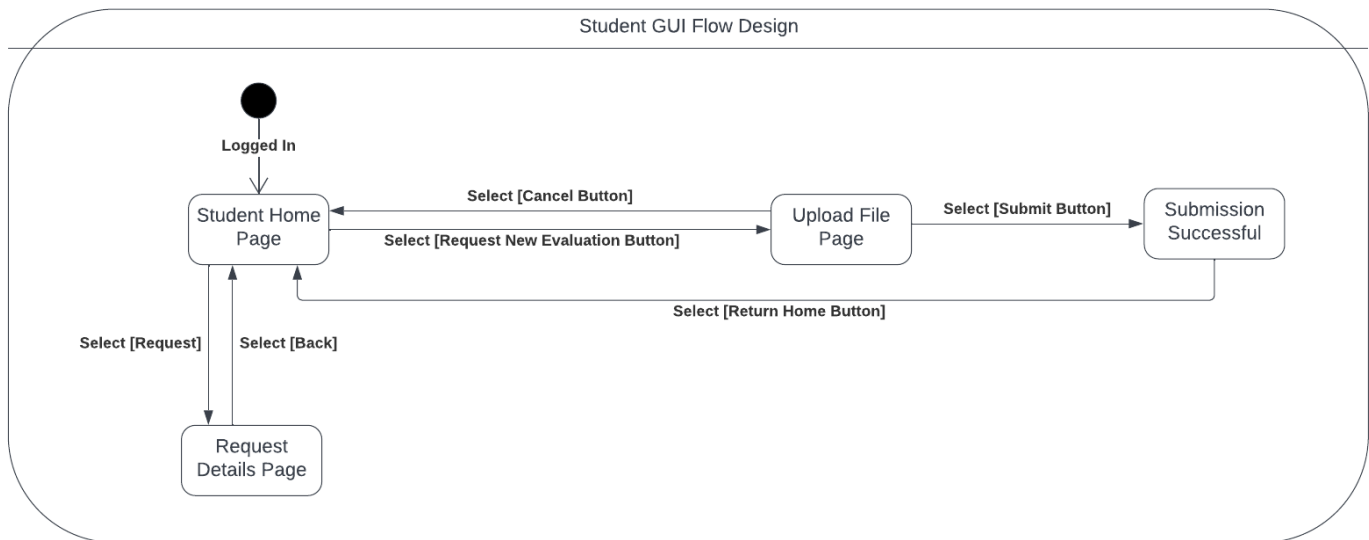 Student GUI Flow Design
Logged In
Student Home
Page
Select [Cancel Button]
Select [Request New Evaluation Button]
Upload File
Page
Select [Submit Button]
Submission
Successful
Select [Return Home Button]
Select [Request]
Select [Back]
Request
Details Page